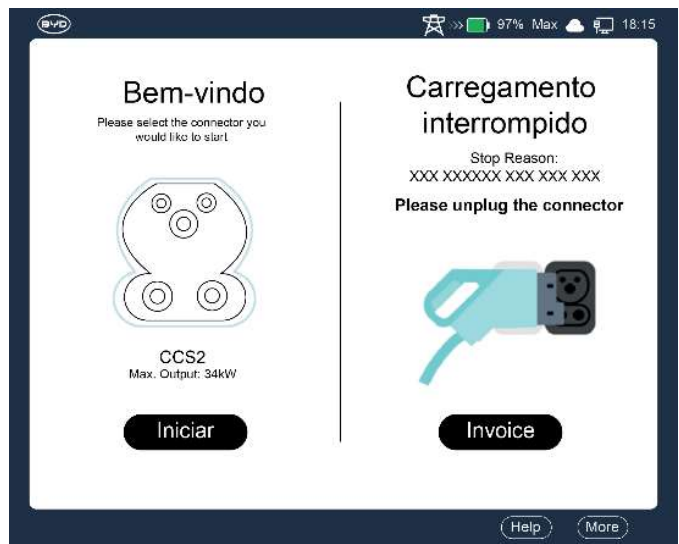 BYD
97% Max
18:15
Bem-vindo
Please select the connector you
would like to start
CCS2
Max. Output: 34kW
Iniciar
Carregamento
interrompido
Stop Reason:
XXX XXXXXX XXX XXX XXX
Please unplug the connector
Invoice
Help
More